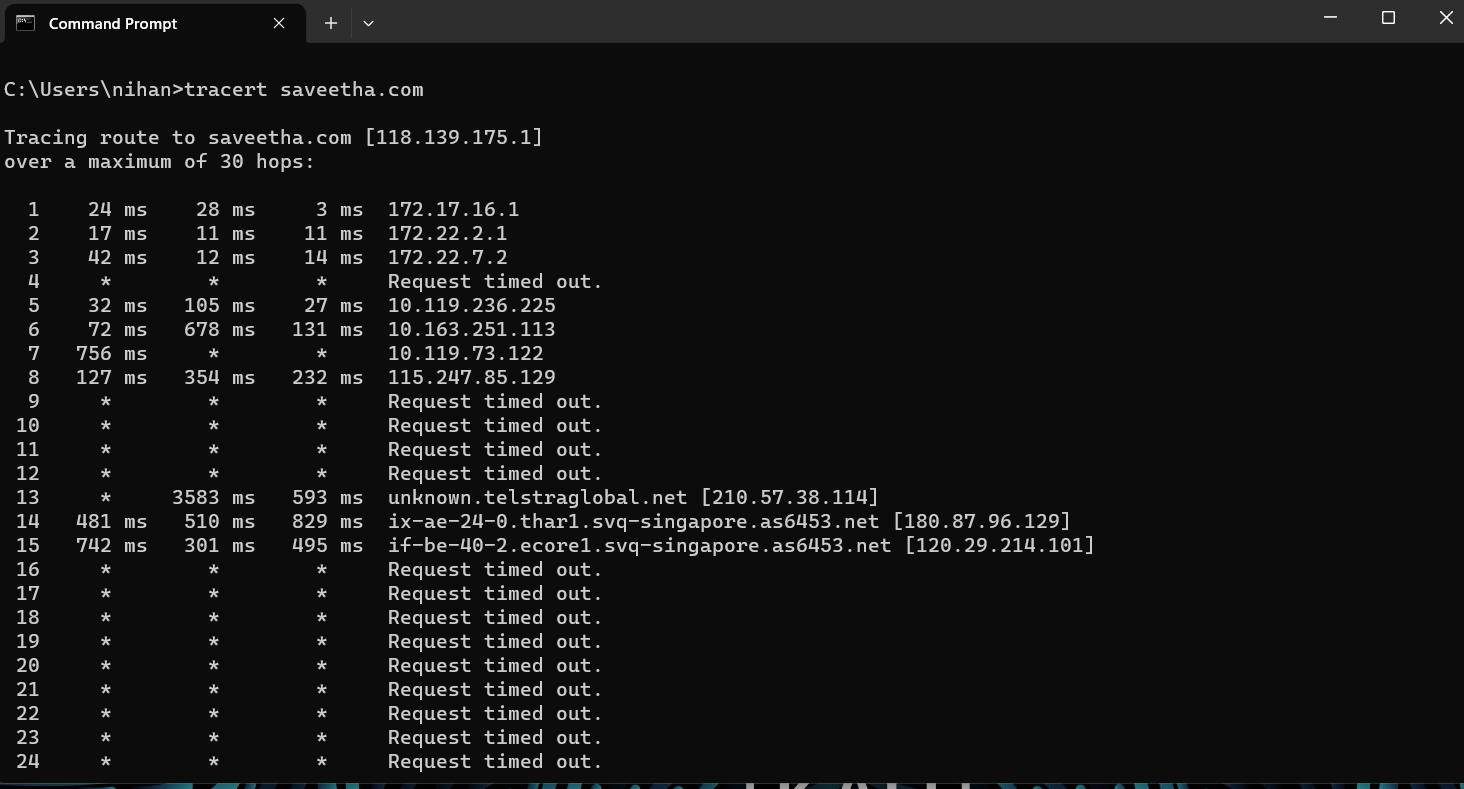 Command Prompt
C:\Users\nihan>tracert saveetha.com
Tracing route to saveetha.com [118.139.175.1]
over a maximum of 30 hops:
1 24 ms 28 ms 3 ms 172.17.16.1
2 17 ms 11 ms 11 ms 172.22.2.1
3 42 ms 12 ms 14 ms 172.22.7.2
4 * * * Request timed out.
5 32 ms 105 ms 27 ms 10.119.236.225
6 72 ms 678 ms 131 ms 10.163.251.113
7 756 ms * * 10.119.73.122
8 127 ms 354 ms 232 ms 115.247.85.129
9 * * * Request timed out.
10 * * * Request timed out.
11 * * * Request timed out.
12 * * * Request timed out.
13 * 3583 ms 593 ms unknown.telstraglobal.net [210.57.38.114]
14 481 ms 510 ms 829 ms ix-ae-24-0.thar1.svq-singapore.as6453.net [180.87.96.129]
15 742 ms 301 ms 495 ms if-be-40-2.ecore1.svq-singapore.as6453.net [120.29.214.101]
16 * * * Request timed out.
17 * * * Request timed out.
18 * * * Request timed out.
19 * * * Request timed out.
20 * * * Request timed out.
21 * * * Request timed out.
22 * * * Request timed out.
23 * * * Request timed out.
24 * * * Request timed out.